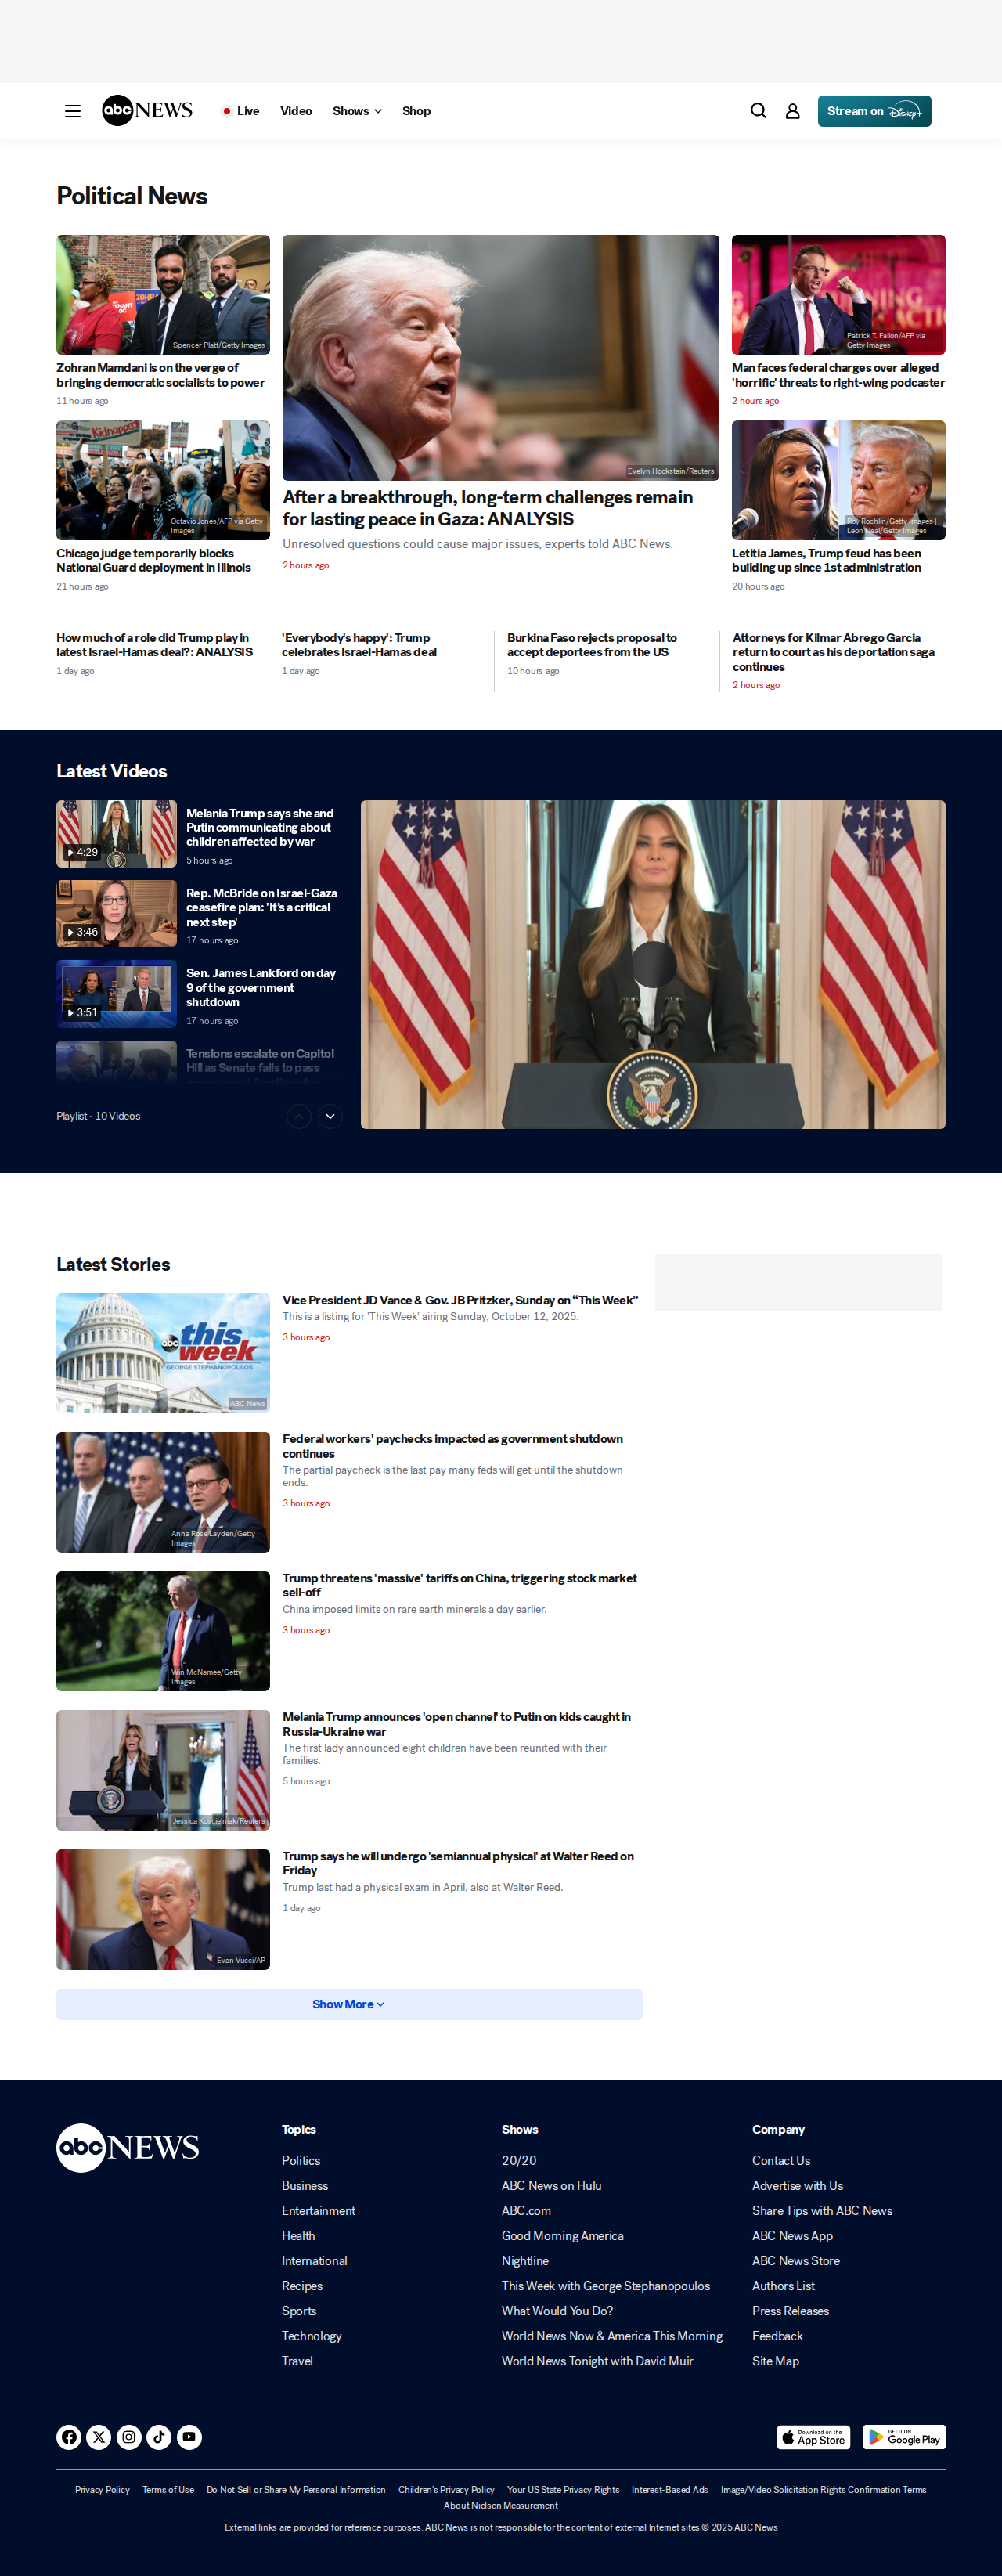 abc NEWS
Live
Video
Shows
Shop
Stream on Disney+
Political News
Spencer Platt/Getty Images
Zohran Mamdani is on the verge of
bringing democratic socialists to power
11 hours ago
Kidnapped
Octavio Jones/AFP via Getty
Images
Chicago judge temporarily blocks
National Guard deployment in Illinois
21 hours ago
Evelyn Hockstein/Reuters
After a breakthrough, long-term challenges remain
for lasting peace in Gaza: ANALYSIS
Unresolved questions could cause major issues, experts told ABC News.
2 hours ago
Patrick T. Fallon/AFP via
Getty Images
Man faces federal charges over alleged
'horrific' threats to right-wing podcaster
2 hours ago
Roy Rochlin/Getty Images |
Leon Neal/Getty Images
Letitia James, Trump feud has been
building up since 1st administration
20 hours ago
How much of a role did Trump play in
latest Israel-Hamas deal?: ANALYSIS
1 day ago
'Everybody's happy': Trump
celebrates Israel-Hamas deal
1 day ago
Burkina Faso rejects proposal to
accept deportees from the US
10 hours ago
Attorneys for Kilmar Abrego Garcia
return to court as his deportation saga
continues
2 hours ago
Latest Videos
4:29
Melania Trump says she and
Putin communicating about
children affected by war
5 hours ago
3:46
Rep. McBride on Israel-Gaza
ceasefire plan: 'It's a critical
next step'
17 hours ago
3:51
Sen. James Lankford on day
9 of the government
shutdown
17 hours ago
Tensions escalate on Capitol
Hill as Senate fails to pass
Playlist · 10 Videos
Latest Stories
abc this
week
WITH
GEORGE STEPHANOPOULOS
ABC News
Vice President JD Vance & Gov. JB Pritzker, Sunday on “This Week”
This is a listing for 'This Week' airing Sunday, October 12, 2025.
3 hours ago
Anna Rose Layden/Getty
Images
Federal workers' paychecks impacted as government shutdown
continues
The partial paycheck is the last pay many feds will get until the shutdown
ends.
3 hours ago
Win McNamee/Getty
Images
Trump threatens 'massive' tariffs on China, triggering stock market
sell-off
China imposed limits on rare earth minerals a day earlier.
3 hours ago
Jessica Koscielniak/Reuters
Melania Trump announces 'open channel' to Putin on kids caught in
Russia-Ukraine war
The first lady announced eight children have been reunited with their
families.
5 hours ago
Evan Vucci/AP
Trump says he will undergo 'semiannual physical' at Walter Reed on
Friday
Trump last had a physical exam in April, also at Walter Reed.
1 day ago
Show More
abc NEWS
Topics
Politics
Business
Entertainment
Health
International
Recipes
Sports
Technology
Travel
Shows
20/20
ABC News on Hulu
ABC.com
Good Morning America
Nightline
This Week with George Stephanopoulos
What Would You Do?
World News Now & America This Morning
World News Tonight with David Muir
Company
Contact Us
Advertise with Us
Share Tips with ABC News
ABC News App
ABC News Store
Authors List
Press Releases
Feedback
Site Map
Download on the
App Store
GET IT ON
Google Play
Privacy Policy Terms of Use Do Not Sell or Share My Personal Information Children's Privacy Policy Your US State Privacy Rights Interest-Based Ads Image/Video Solicitation Rights Confirmation Terms
About Nielsen Measurement
External links are provided for reference purposes. ABC News is not responsible for the content of external Internet sites.© 2025 ABC News